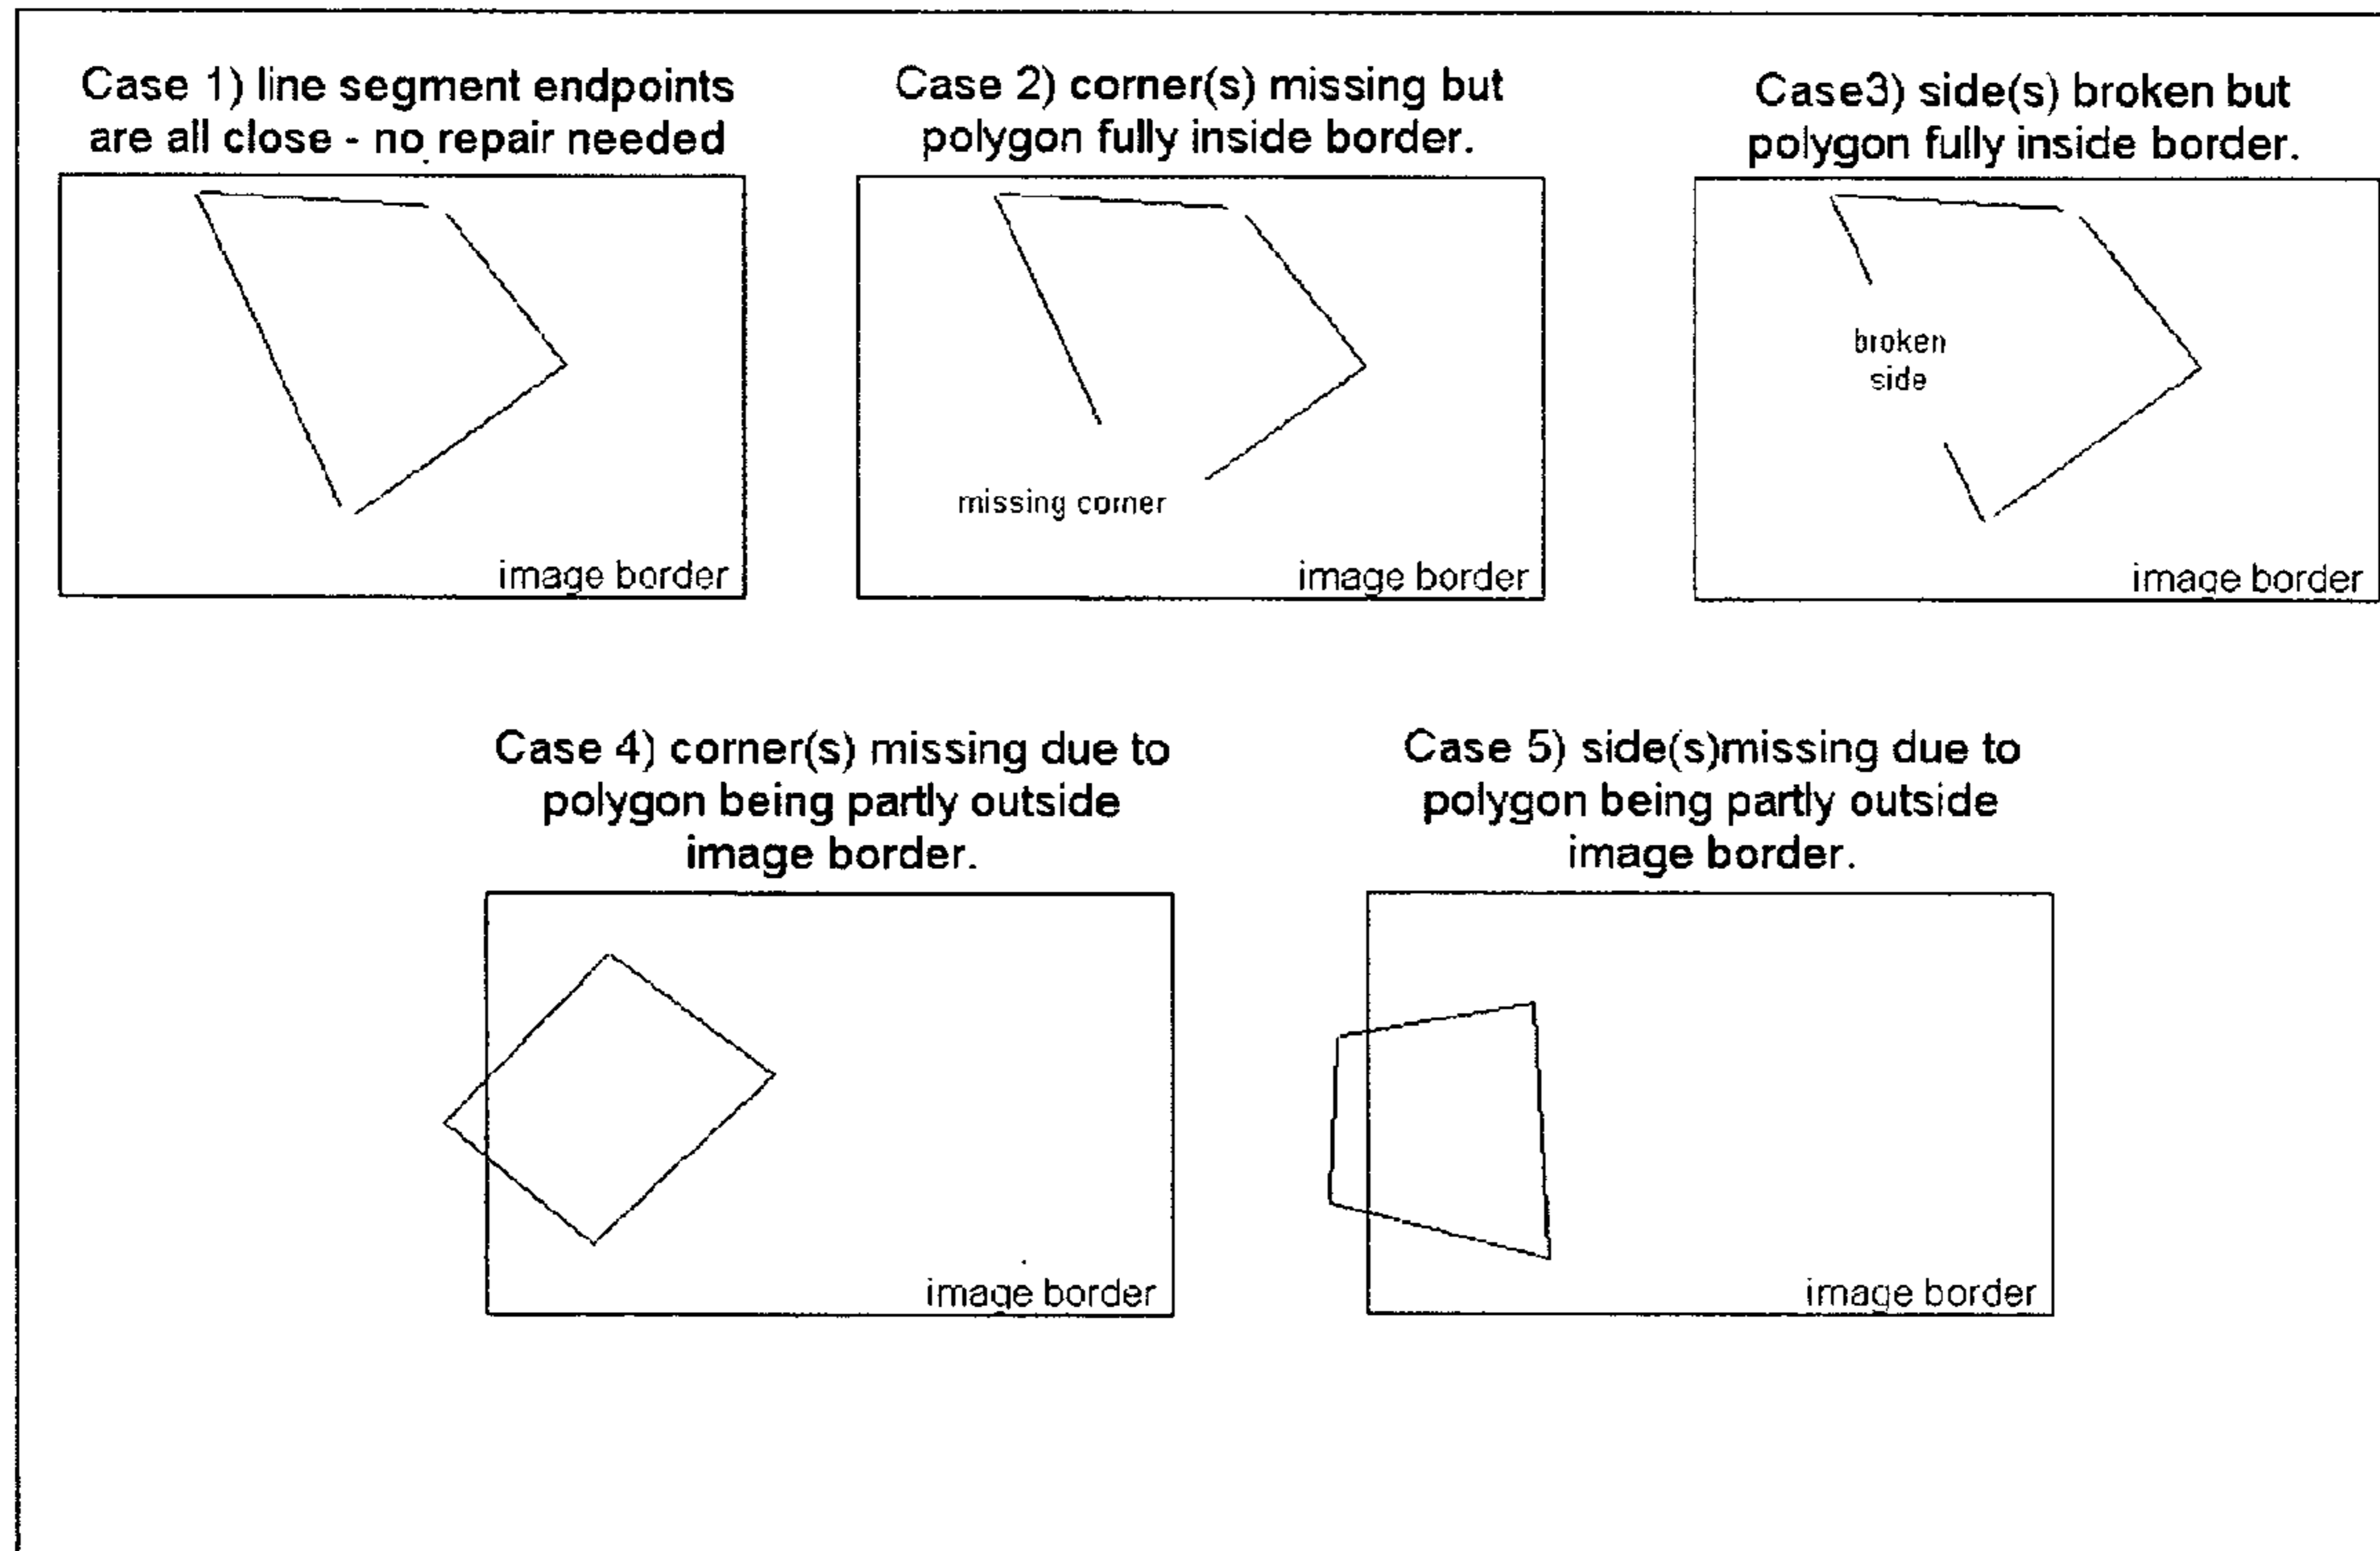 Case 1) line segment endpoints
are all close - no repair needed
image border
Case 2) corner(s) missing but
polygon fully inside border.
missing corner
image border
Case3) side(s) broken but
polygon fully inside border.
broken
side
image border
Case 4) corner(s) missing due to
polygon being partly outside
image border.
image border
Case 5) side(s)missing due to
polygon being partly outside
image border.
image border